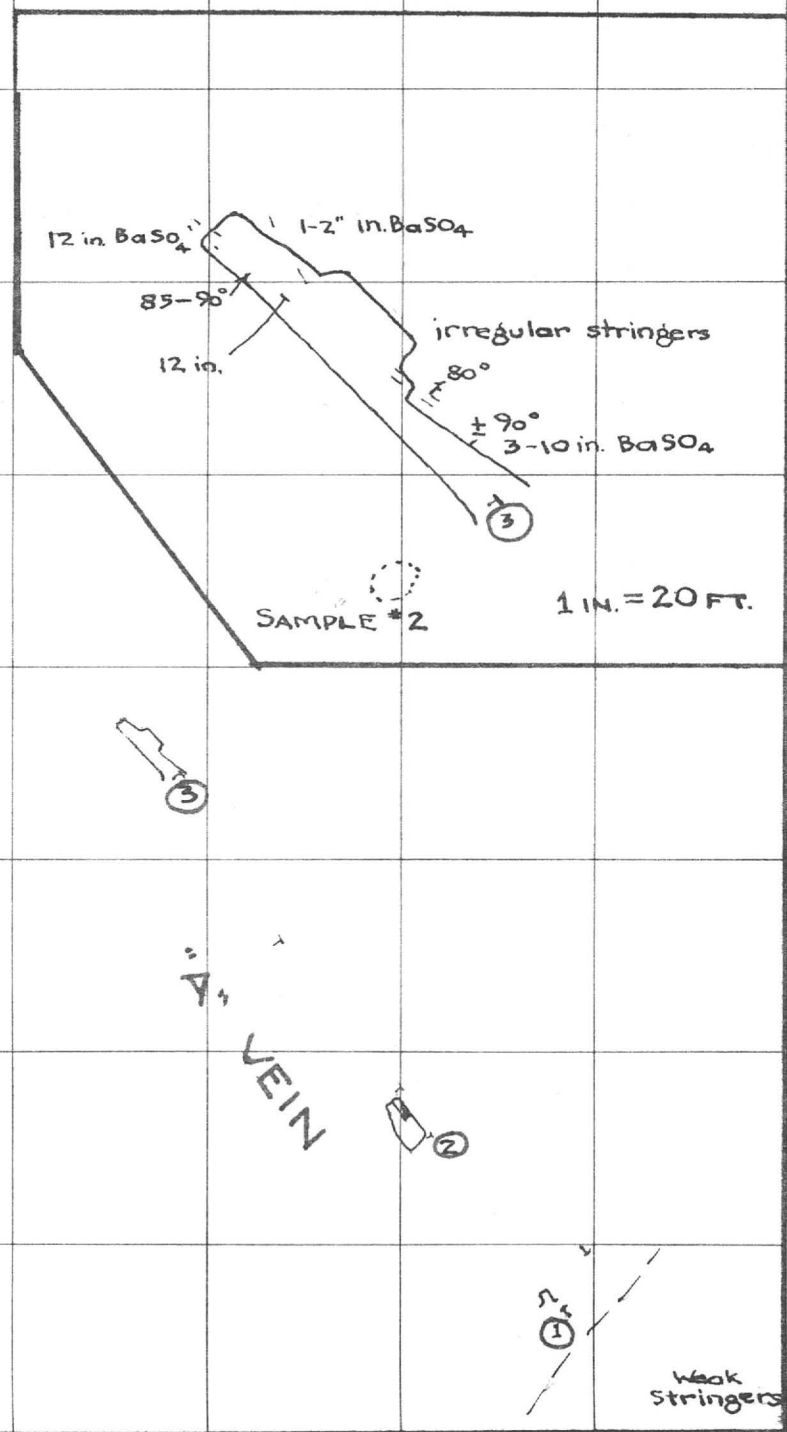 12 in. BaSO4
1-2" in. BaSO4
85-90°
12 in.
irregular stringers
± 80°
± 90°
3-10 in. BaSO4
3
SAMPLE #2
1 IN. = 20 FT.
3
"A" VEIN
2
1
Weak
Stringers